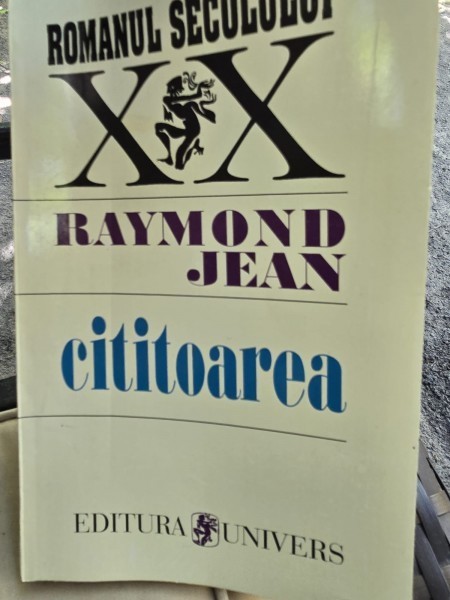 ROMANUL SECOLULUI
XX
RAYMOND
JEAN
cititoarea
EDITURA UNIVERS